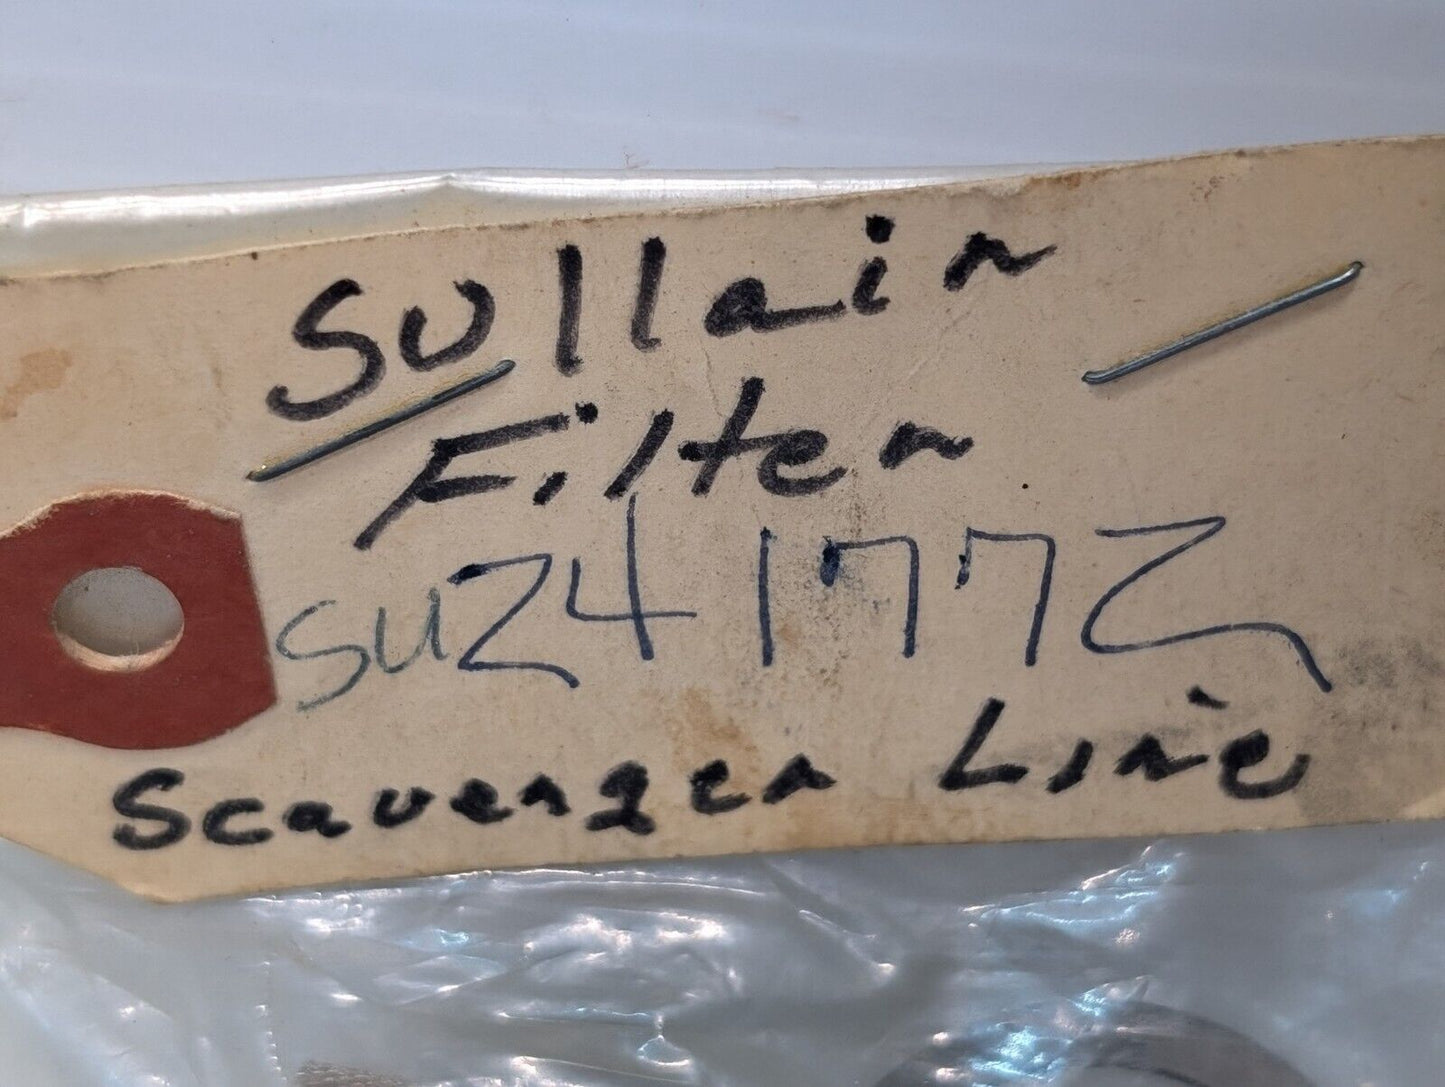 Sullair
Filter
SU241772
Scavenger Line